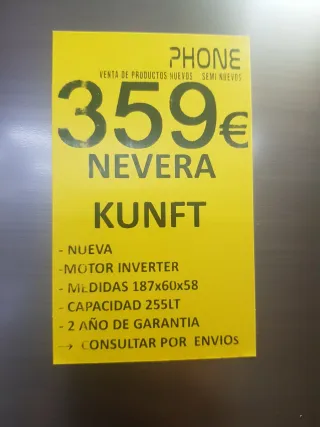 PHONE
VENTA DE PRODUCTOS NUEVOS SEMI NUEVOS
359€
NEVERA
KUNFT
- NUEVA
-MOTOR INVERTER
- MEDIDAS 187x60x58
- CAPACIDAD 255LT
- 2 AÑO DE GARANTIA
→ CONSULTAR POR ENVIOS